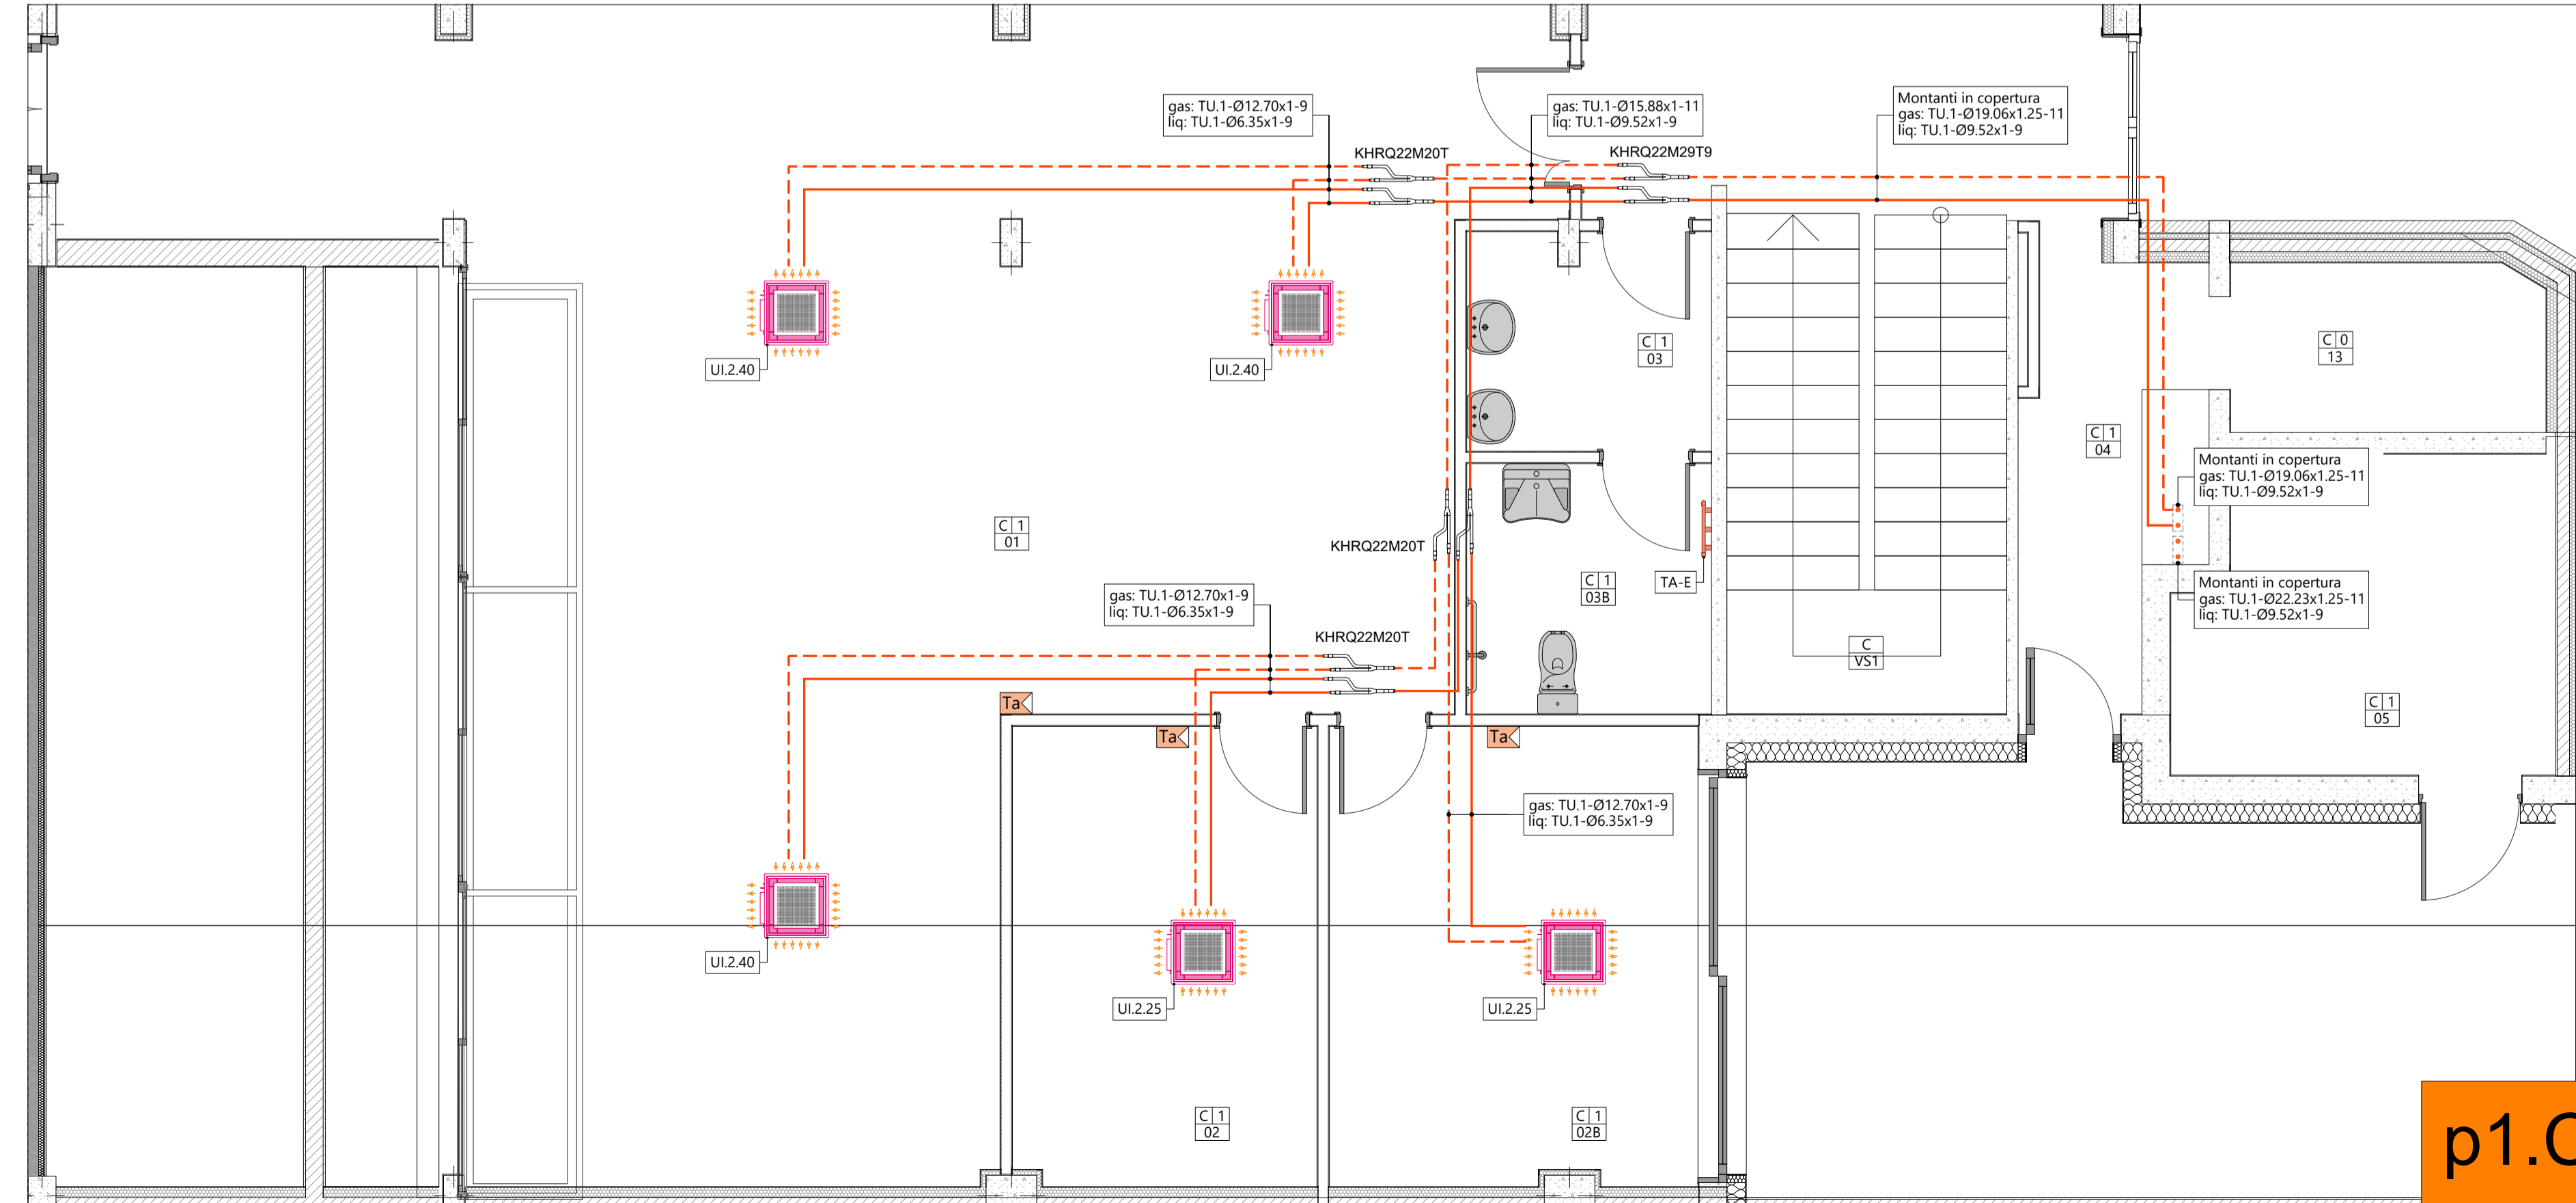 Montanti in copertura
gas: TU.1-Ø19.06x1.25-11
liq: TU.1-Ø9.52x1-9
gas: TU.1-Ø12.70x1-9
liq: TU.1-Ø6.35x1-9
gas: TU.1-Ø15.88x1-11
liq: TU.1-Ø9.52x1-9
KHRQ22M20T
KHRQ22M29T9
C 1
03
C 0
13
UI.2.40
UI.2.40
C 1
04
Montanti in copertura
gas: TU.1-Ø19.06x1.25-11
liq: TU.1-Ø9.52x1-9
C 1
01
KHRQ22M20T
C 1
03B
TA-E
Montanti in copertura
gas: TU.1-Ø22.23x1.25-11
liq: TU.1-Ø9.52x1-9
gas: TU.1-Ø12.70x1-9
liq: TU.1-Ø6.35x1-9
KHRQ22M20T
C
VS1
Ta
Ta
Ta
C 1
05
gas: TU.1-Ø12.70x1-9
liq: TU.1-Ø6.35x1-9
UI.2.40
UI.2.25
UI.2.25
C 1
02
C 1
02B
p1.C